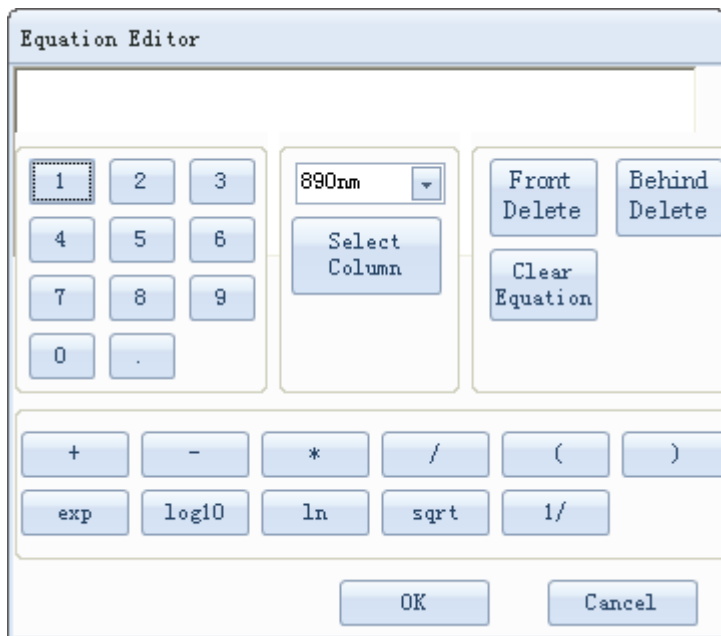 Equation Editor
1 2 3
4 5 6
7 8 9
0 .
890nm
Select
Column
Front
Delete
Behind
Delete
Clear
Equation
+ - * / ( )
exp log10 ln sqrt 1/
OK Cancel